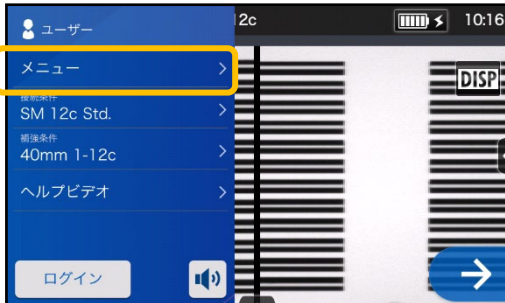 ユーザー
メニュー
接続条件
SM 12c Std.
補強条件
40mm 1-12c
ヘルプビデオ
ログイン
12c
10:16
DISP